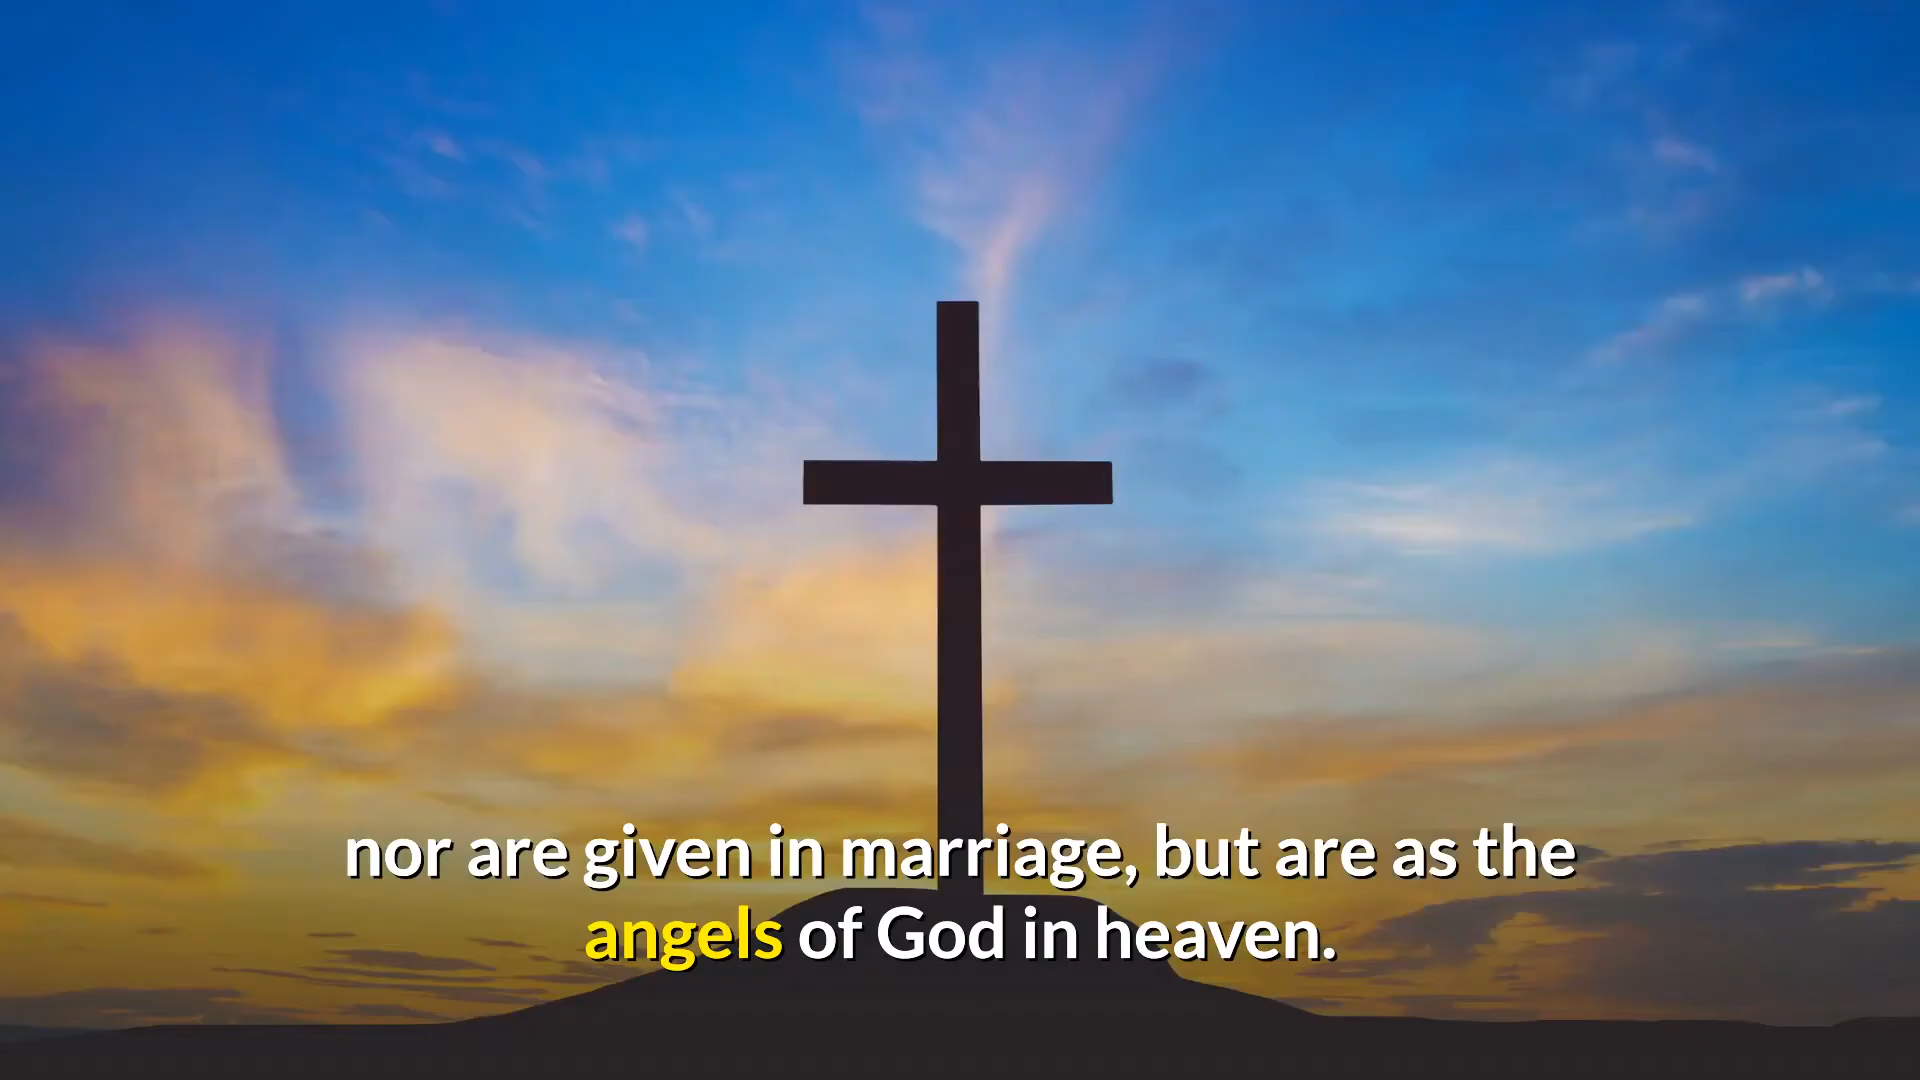 nor are given in marriage, but are as the
angels of God in heaven.